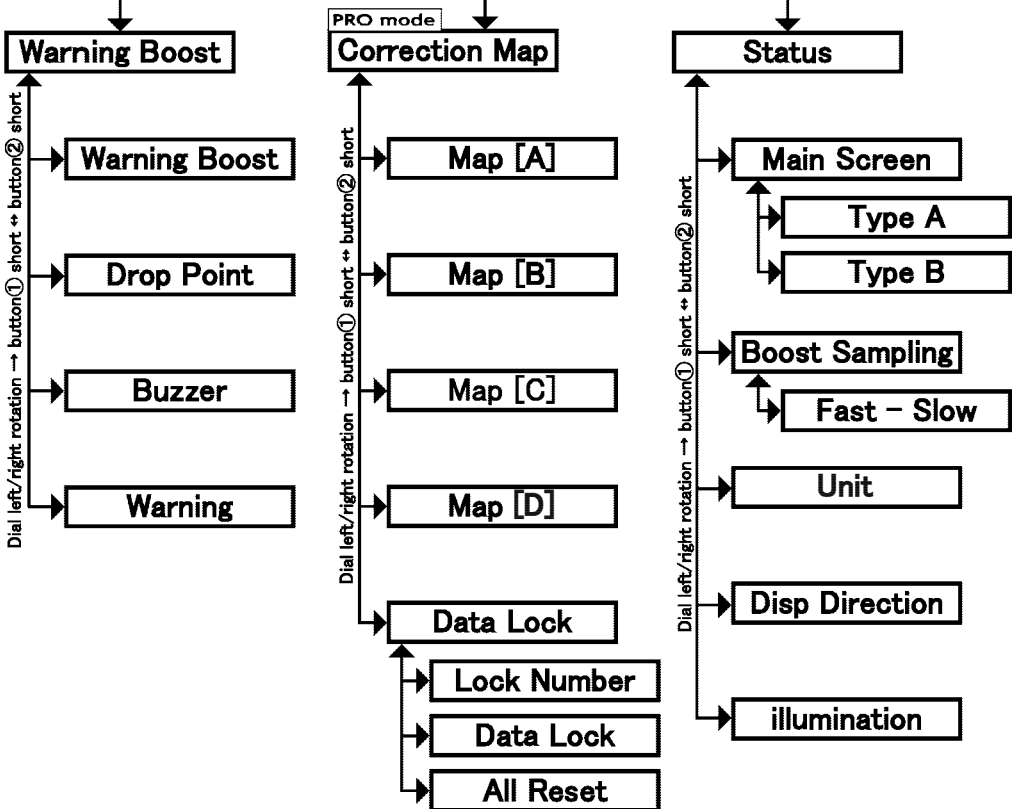 Warning Boost
Dial left/right rotation → button① short ↔ button② short
Warning Boost
Drop Point
Buzzer
Warning
PRO mode
Correction Map
Dial left/right rotation → button① short ↔ button② short
Map [A]
Map [B]
Map [C]
Map [D]
Data Lock
Lock Number
Data Lock
All Reset
Status
Dial left/right rotation → button① short ↔ button② short
Main Screen
Type A
Type B
Boost Sampling
Fast - Slow
Unit
Disp Direction
illumination